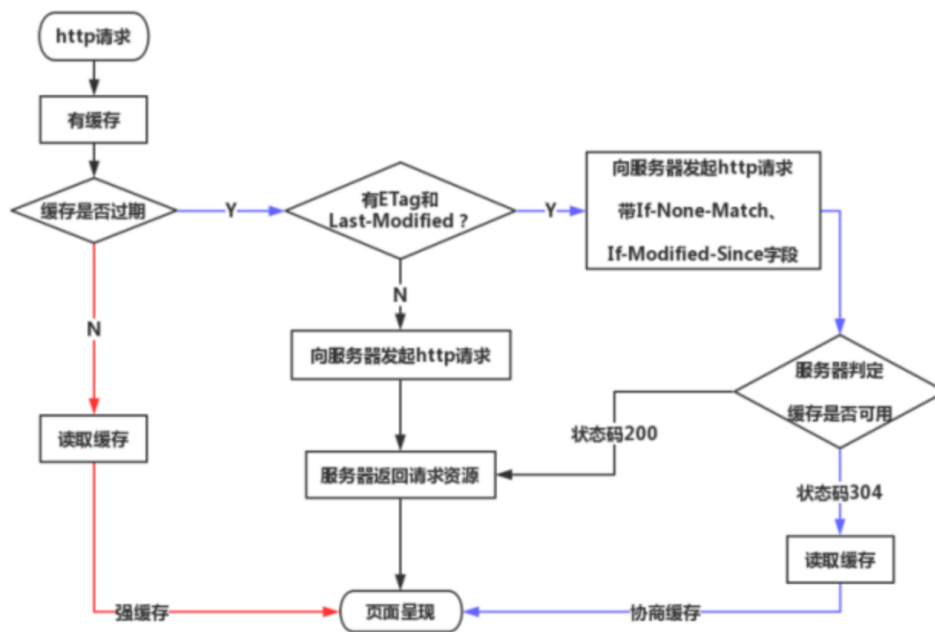 http请求
有缓存
缓存是否过期
Y
有ETag和
Last-Modified？
Y
向服务器发起http请求
带If-None-Match、
If-Modified-Since字段
N
N
向服务器发起http请求
服务器判定
缓存是否可用
读取缓存
状态码200
服务器返回请求资源
状态码304
读取缓存
强缓存
页面呈现
协商缓存